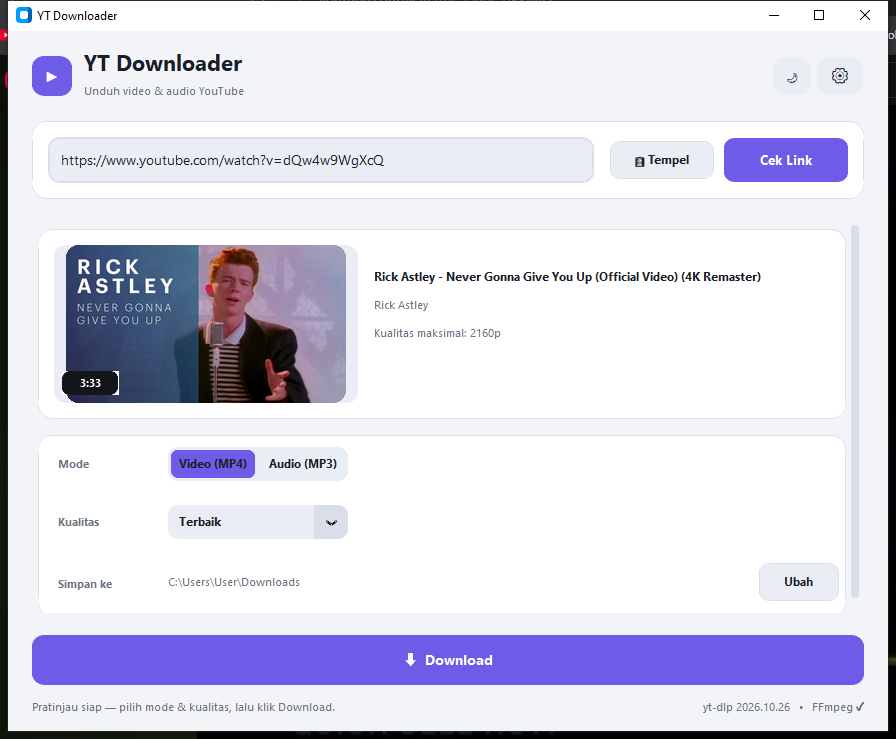 YT Downloader
YT Downloader
Unduh video & audio YouTube
https://www.youtube.com/watch?v=dQw4w9WgXcQ
Tempel
Cek Link
RICK
ASTLEY
NEVER GONNA
GIVE YOU UP
3:33
Rick Astley - Never Gonna Give You Up (Official Video) (4K Remaster)
Rick Astley
Kualitas maksimal: 2160p
Mode
Video (MP4)
Audio (MP3)
Kualitas
Terbaik
Simpan ke
C:\Users\User\Downloads
Ubah
Download
Pratinjau siap — pilih mode & kualitas, lalu klik Download.
yt-dlp 2026.10.26 • FFmpeg ✓